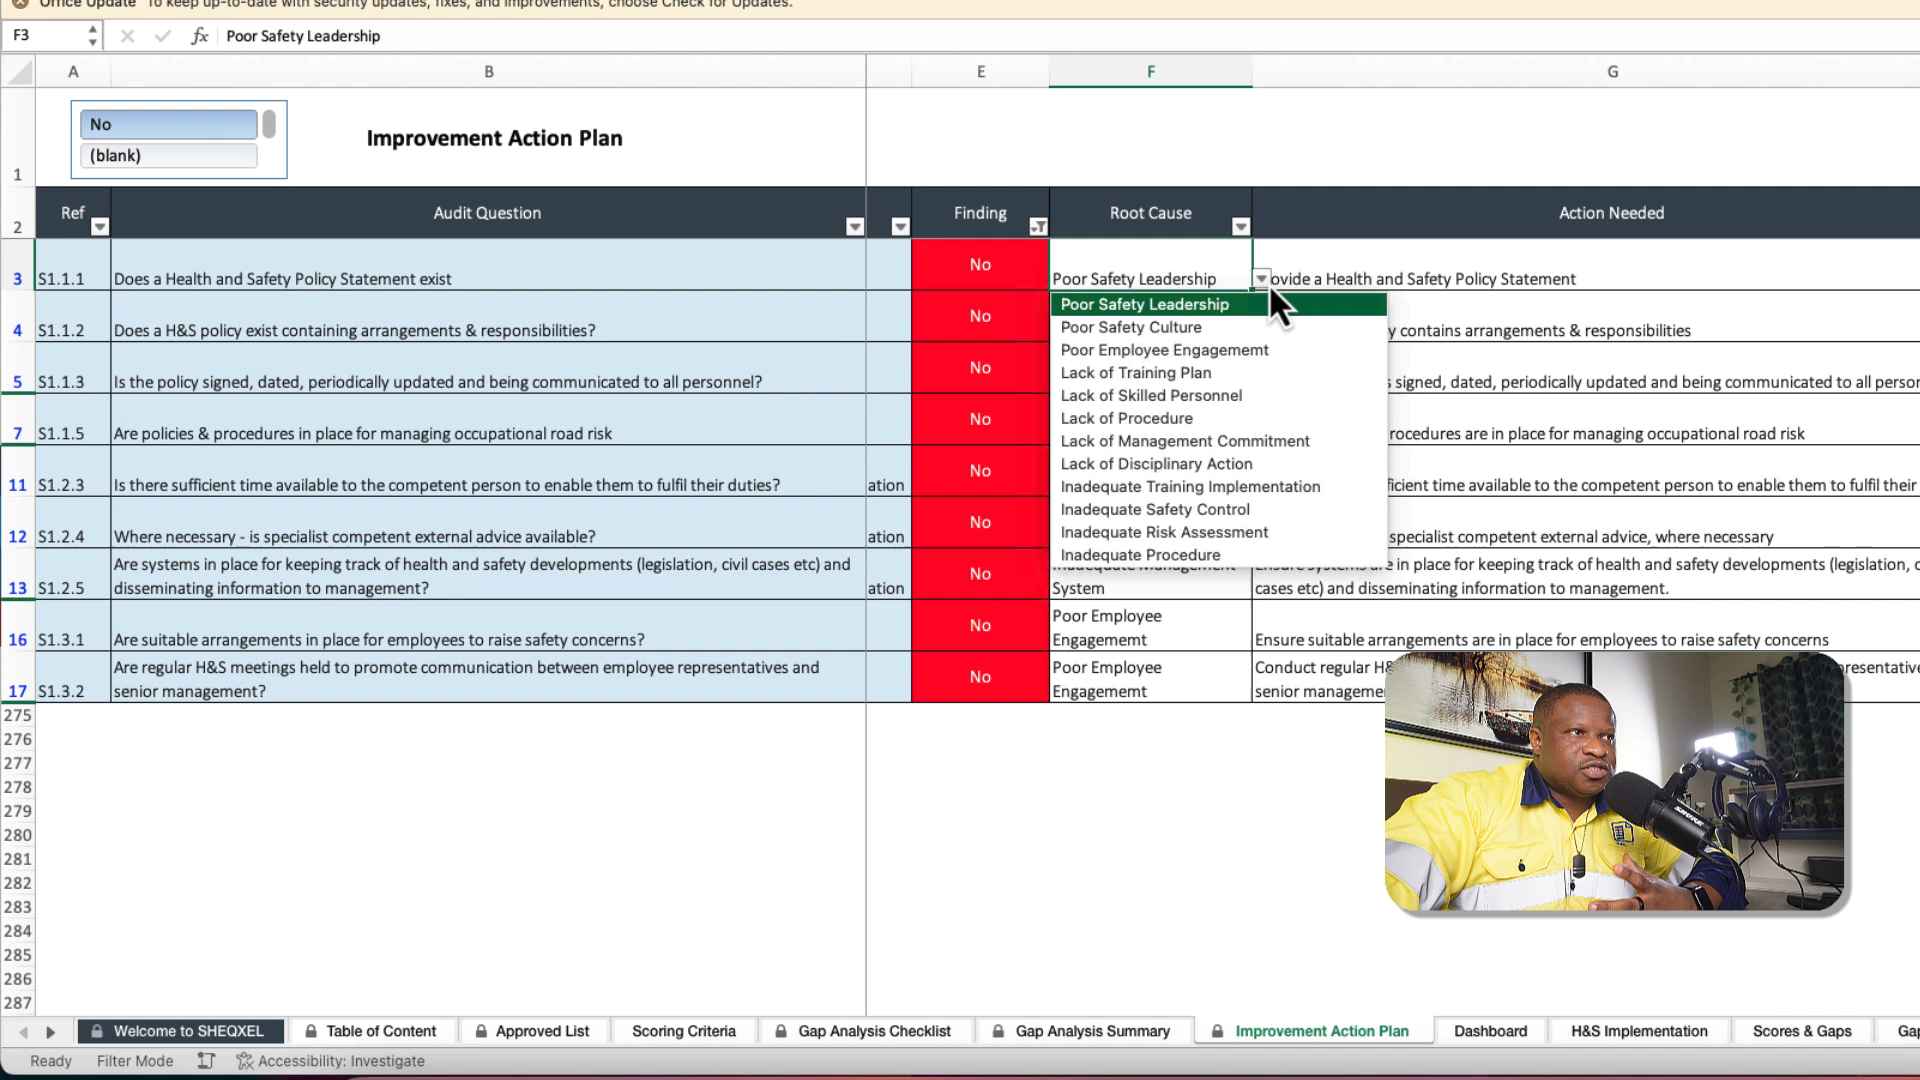 Office Update To keep up-to-date with security updates, fixes, and improvements, choose Check for Updates.
F3 fx Poor Safety Leadership
A B E F G
No
(blank)
Improvement Action Plan
1
2 Ref Audit Question Finding Root Cause Action Needed
3 S1.1.1 Does a Health and Safety Policy Statement exist No Poor Safety Leadership ovide a Health and Safety Policy Statement
4 S1.1.2 Does a H&S policy exist containing arrangements & responsibilities? No y contains arrangements & responsibilities
5 S1.1.3 Is the policy signed, dated, periodically updated and being communicated to all personnel? No s signed, dated, periodically updated and being communicated to all person
7 S1.1.5 Are policies & procedures in place for managing occupational road risk No rocedures are in place for managing occupational road risk
11 S1.2.3 Is there sufficient time available to the competent person to enable them to fulfil their duties? ation No ficient time available to the competent person to enable them to fulfil their
12 S1.2.4 Where necessary - is specialist competent external advice available? ation No specialist competent external advice, where necessary
Poor Safety Leadership
Poor Safety Culture
Poor Employee Engagememt
Lack of Training Plan
Lack of Skilled Personnel
Lack of Procedure
Lack of Management Commitment
Lack of Disciplinary Action
Inadequate Training Implementation
Inadequate Safety Control
Inadequate Risk Assessment
Inadequate Procedure
Are systems in place for keeping track of health and safety developments (legislation, civil cases etc) and Inadequate Management Ensure systems are in place for keeping track of health and safety developments (legislation, c
13 S1.2.5 disseminating information to management? ation No System cases etc) and disseminating information to management.
Poor Employee
16 S1.3.1 Are suitable arrangements in place for employees to raise safety concerns? No Engagememt Ensure suitable arrangements are in place for employees to raise safety concerns
Are regular H&S meetings held to promote communication between employee representatives and Poor Employee Conduct regular H& resentative
17 S1.3.2 senior management? No Engagememt senior manageme
275
276
277
278
279
280
281
282
283
284
285
286
287
SHURE
Welcome to SHEQXEL Table of Content Approved List Scoring Criteria Gap Analysis Checklist Gap Analysis Summary Improvement Action Plan Dashboard H&S Implementation Scores & Gaps Gap
Ready Filter Mode Accessibility: Investigate